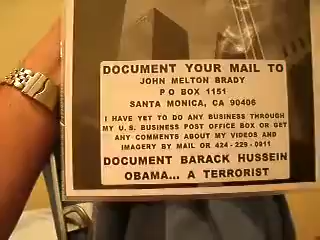 DOCUMENT YOUR MAIL TO
JOHN MELTON BRADY
P O BOX 1151
SANTA MONICA, CA 90406
I HAVE YET TO DO ANY BUSINESS THROUGH
MY U.S. BUSINESS POST OFFICE BOX OR GET
ANY COMMENTS ABOUT MY VIDEOS AND
IMAGERY BY MAIL OR 424 - 229 - 0911
DOCUMENT BARACK HUSSEIN
OBAMA... A TERRORIST